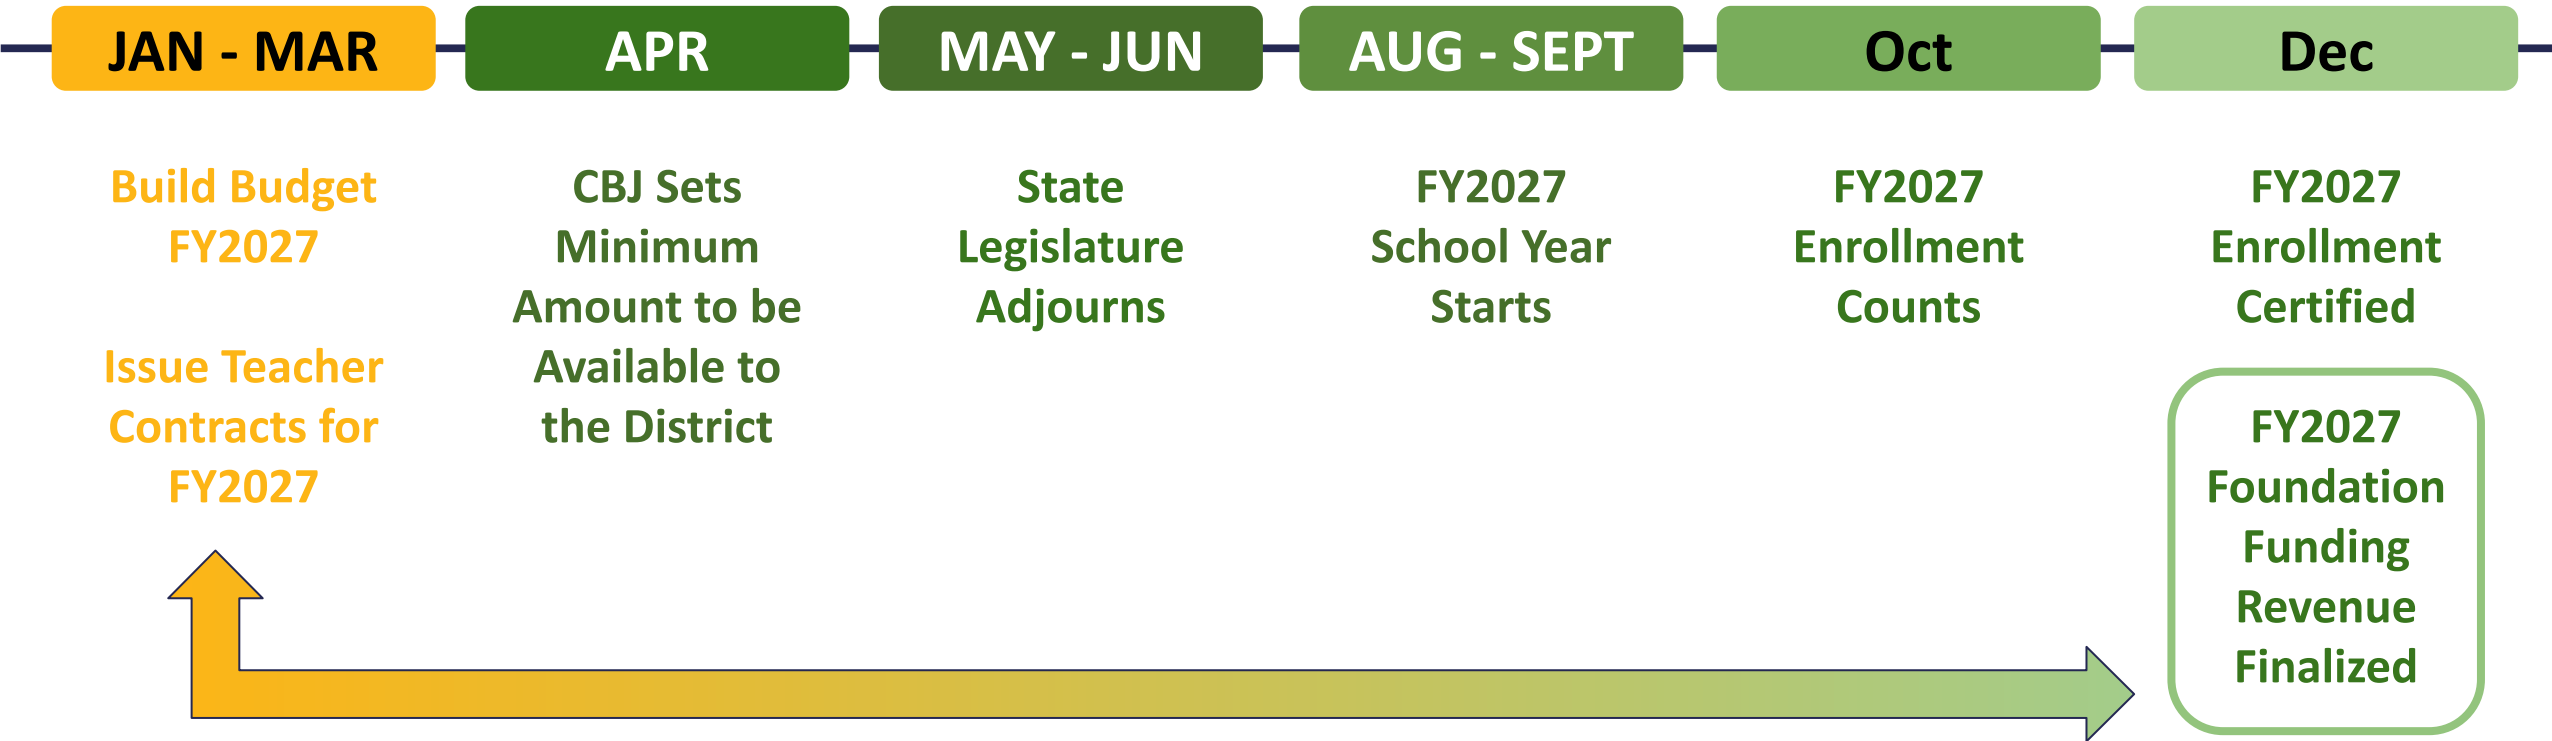 JAN - MAR
APR
MAY - JUN
AUG - SEPT
Oct
Dec
Build Budget
FY2027
Issue Teacher
Contracts for
FY2027
CBJ Sets
Minimum
Amount to be
Available to
the District
State
Legislature
Adjourns
FY2027
School Year
Starts
FY2027
Enrollment
Counts
FY2027
Enrollment
Certified
FY2027
Foundation
Funding
Revenue
Finalized